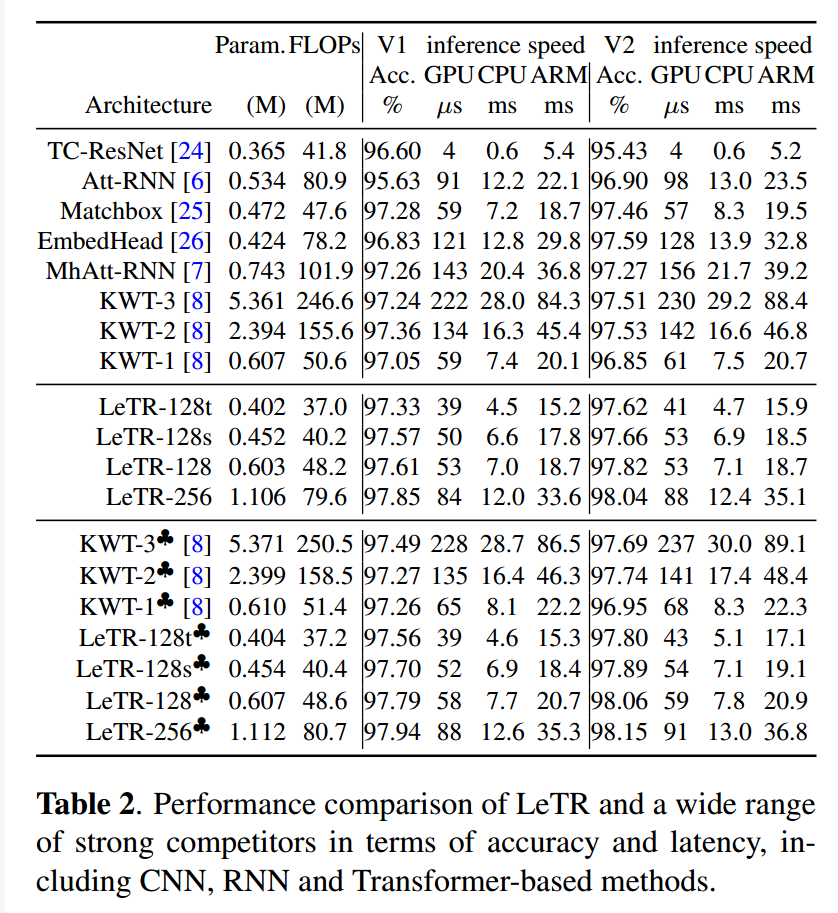 Param. FLOPs V1 inference speed V2 inference speed
Acc. GPU CPU ARM Acc. GPU CPU ARM
Architecture (M) (M) % μs ms ms % μs ms ms
TC-ResNet [24] 0.365 41.8 96.60 4 0.6 5.4 95.43 4 0.6 5.2
Att-RNN [6] 0.534 80.9 95.63 91 12.2 22.1 96.90 98 13.0 23.5
Matchbox [25] 0.472 47.6 97.28 59 7.2 18.7 97.46 57 8.3 19.5
EmbedHead [26] 0.424 78.2 96.83 121 12.8 29.8 97.59 128 13.9 32.8
MhAtt-RNN [7] 0.743 101.9 97.26 143 20.4 36.8 97.27 156 21.7 39.2
KWT-3 [8] 5.361 246.6 97.24 222 28.0 84.3 97.51 230 29.2 88.4
KWT-2 [8] 2.394 155.6 97.36 134 16.3 45.4 97.53 142 16.6 46.8
KWT-1 [8] 0.607 50.6 97.05 59 7.4 20.1 96.85 61 7.5 20.7
LeTR-128t 0.402 37.0 97.33 39 4.5 15.2 97.62 41 4.7 15.9
LeTR-128s 0.452 40.2 97.57 50 6.6 17.8 97.66 53 6.9 18.5
LeTR-128 0.603 48.2 97.61 53 7.0 18.7 97.82 53 7.1 18.7
LeTR-256 1.106 79.6 97.85 84 12.0 33.6 98.04 88 12.4 35.1
KWT-3♣ [8] 5.371 250.5 97.49 228 28.7 86.5 97.69 237 30.0 89.1
KWT-2♣ [8] 2.399 158.5 97.27 135 16.4 46.3 97.74 141 17.4 48.4
KWT-1♣ [8] 0.610 51.4 97.26 65 8.1 22.2 96.95 68 8.3 22.3
LeTR-128t♣ 0.404 37.2 97.56 39 4.6 15.3 97.80 43 5.1 17.1
LeTR-128s♣ 0.454 40.4 97.70 52 6.9 18.4 97.89 54 7.1 19.1
LeTR-128♣ 0.607 48.6 97.79 58 7.7 20.7 98.06 59 7.8 20.9
LeTR-256♣ 1.112 80.7 97.94 88 12.6 35.3 98.15 91 13.0 36.8
Table 2. Performance comparison of LeTR and a wide range
of strong competitors in terms of accuracy and latency, in-
cluding CNN, RNN and Transformer-based methods.